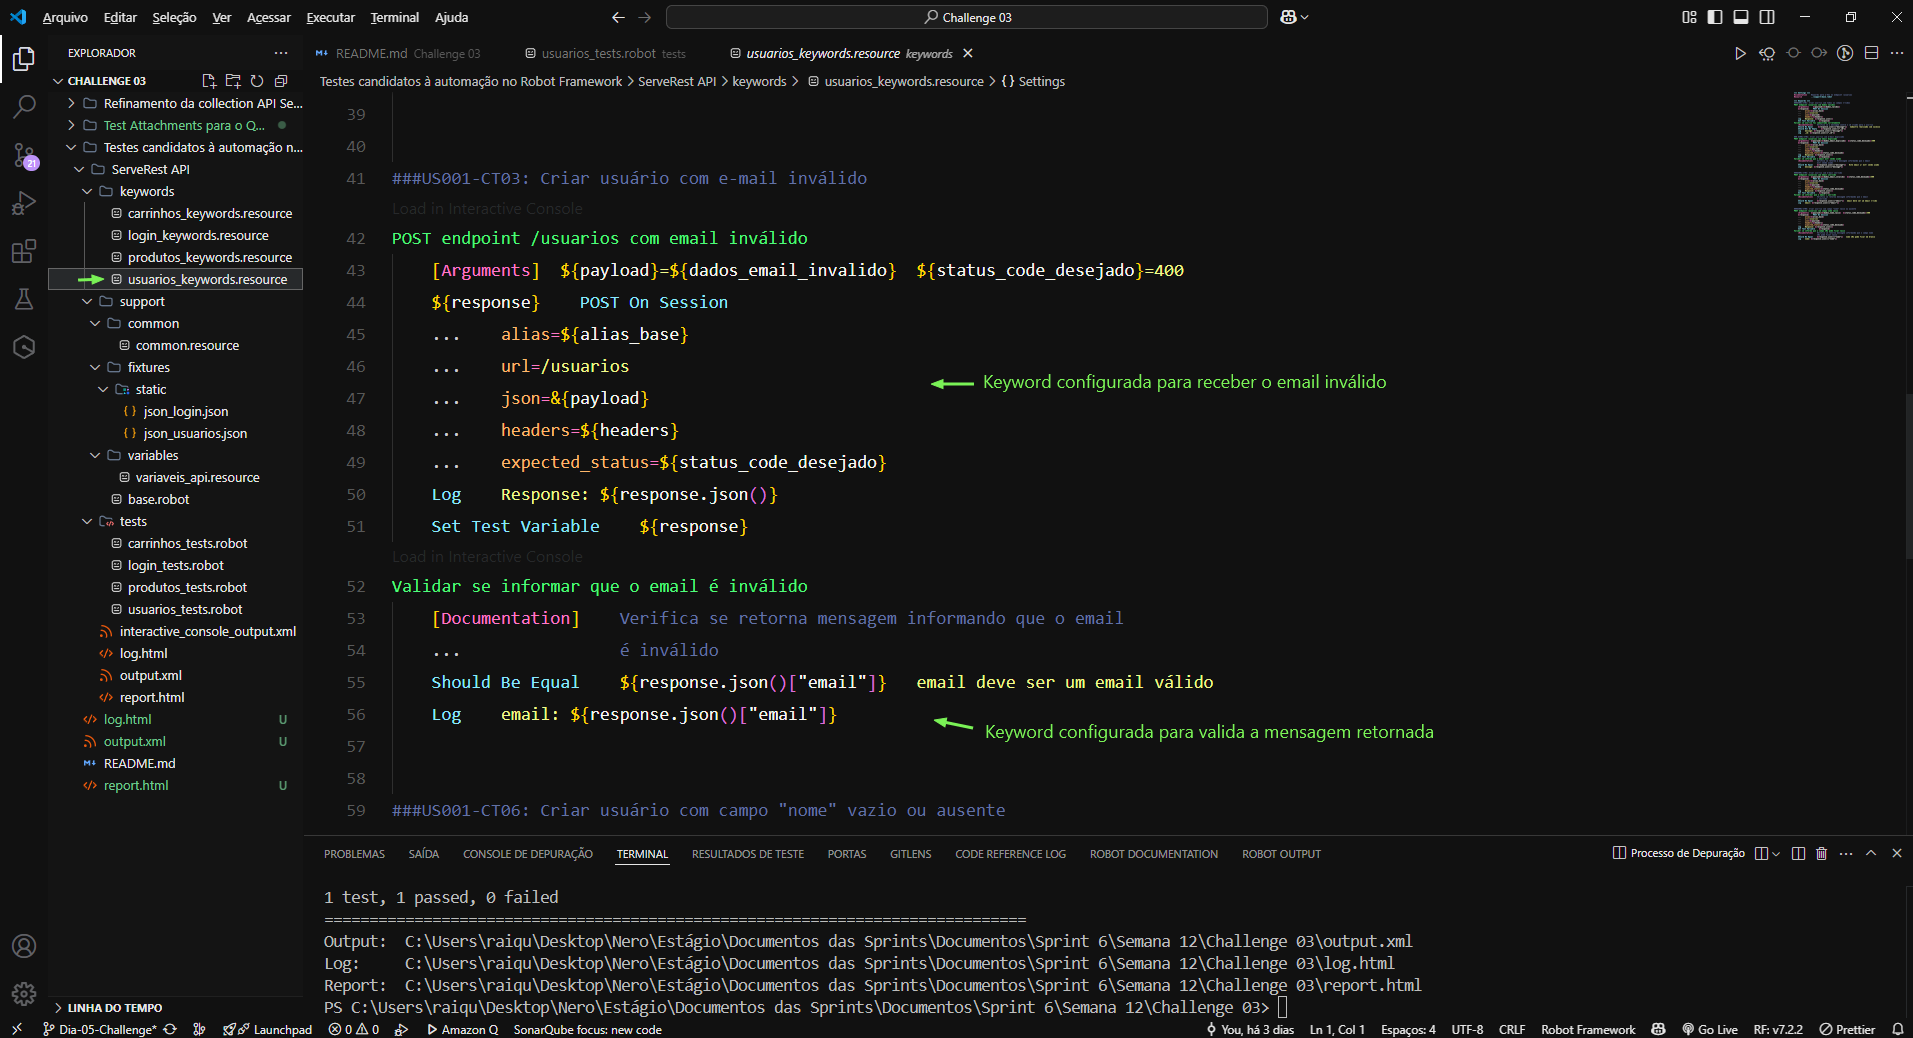 Arquivo Editar Seleção Ver Acessar Executar Terminal Ajuda
Challenge 03
EXPLORADOR
CHALLENGE 03
Refinamento da collection API Se...
Test Attachments para o Q...
Testes candidatos à automação n...
ServeRest API
keywords
carrinhos_keywords.resource
login_keywords.resource
produtos_keywords.resource
usuarios_keywords.resource
support
common
common.resource
fixtures
static
json_login.json
json_usuarios.json
variables
variaveis_api.resource
base.robot
tests
carrinhos_tests.robot
login_tests.robot
produtos_tests.robot
usuarios_tests.robot
interactive_console_output.xml
log.html
output.xml
report.html
log.html U
output.xml U
README.md
report.html U
LINHA DO TEMPO
21
README.md Challenge 03 usuarios_tests.robot tests usuarios_keywords.resource keywords
Testes candidatos à automação no Robot Framework > ServeRest API > keywords > usuarios_keywords.resource > {} Settings
39
40
41 ###US001-CT03: Criar usuário com e-mail inválido
Load in Interactive Console
42 POST endpoint /usuarios com email inválido
43 [Arguments] ${payload}=${dados_email_invalido} ${status_code_desejado}=400
44 ${response} POST On Session
45 ... alias=${alias_base}
46 ... url=/usuarios
47 ... json=&{payload}
48 ... headers=${headers}
49 ... expected_status=${status_code_desejado}
50 Log Response: ${response.json()}
51 Set Test Variable ${response}
Keyword configurada para receber o email inválido
Load in Interactive Console
52 Validar se informar que o email é inválido
53 [Documentation] Verifica se retorna mensagem informando que o email
54 ... é inválido
55 Should Be Equal ${response.json()["email"]} email deve ser um email válido
56 Log email: ${response.json()["email"]}
Keyword configurada para valida a mensagem retornada
57
58
59 ###US001-CT06: Criar usuário com campo "nome" vazio ou ausente
PROBLEMAS SAÍDA CONSOLE DE DEPURAÇÃO TERMINAL RESULTADOS DE TESTE PORTAS GITLENS CODE REFERENCE LOG ROBOT DOCUMENTATION ROBOT OUTPUT
Processo de Depuração
1 test, 1 passed, 0 failed
==============================================================================
Output:  C:\Users\raiqu\Desktop\Nero\Estágio\Documentos das Sprints\Documentos\Sprint 6\Semana 12\Challenge 03\output.xml
Log:     C:\Users\raiqu\Desktop\Nero\Estágio\Documentos das Sprints\Documentos\Sprint 6\Semana 12\Challenge 03\log.html
Report:  C:\Users\raiqu\Desktop\Nero\Estágio\Documentos das Sprints\Documentos\Sprint 6\Semana 12\Challenge 03\report.html
PS C:\Users\raiqu\Desktop\Nero\Estágio\Documentos das Sprints\Documentos\Sprint 6\Semana 12\Challenge 03>
Dia-05-Challenge* Launchpad 0 0 Amazon Q SonarQube focus: new code You, há 3 dias Ln 1, Col 1 Espaços: 4 UTF-8 CRLF Robot Framework Go Live RF: v7.2.2 Prettier